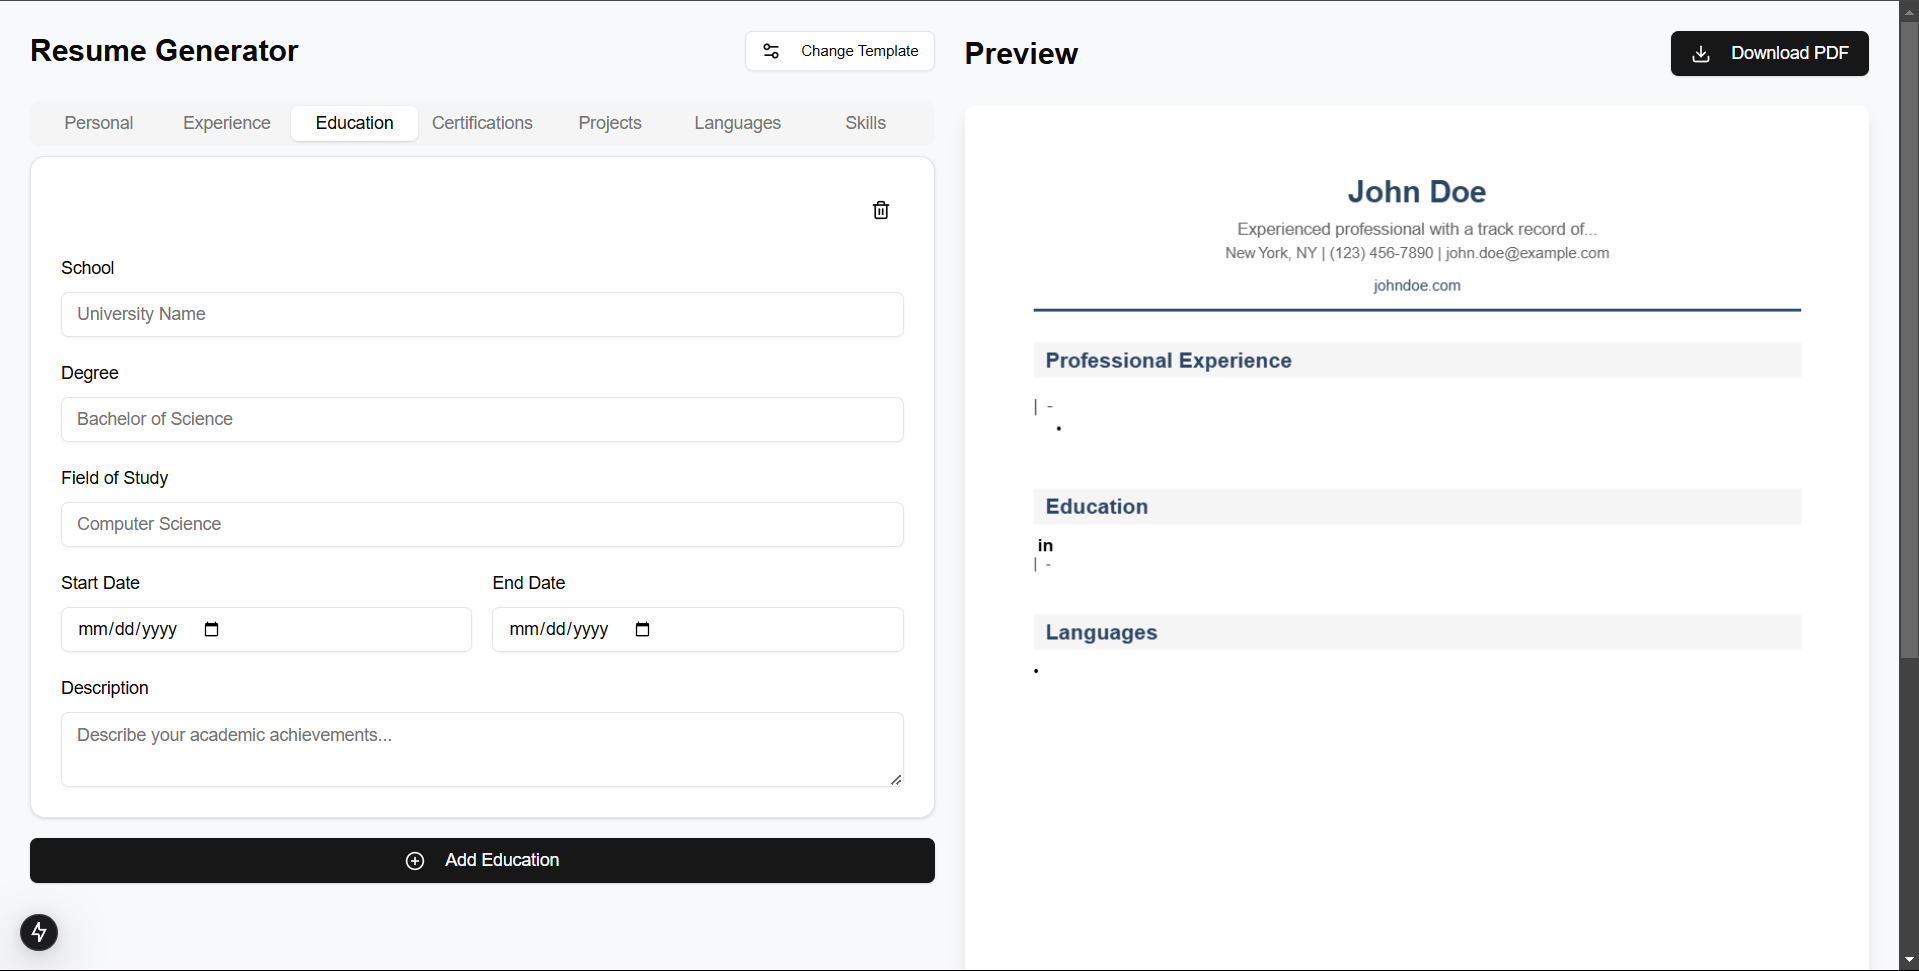 Resume Generator
Change Template
Personal Experience Education Certifications Projects Languages Skills
School
University Name
Degree
Bachelor of Science
Field of Study
Computer Science
Start Date End Date
mm/dd/yyyy mm/dd/yyyy
Description
Describe your academic achievements...
Add Education
Preview
Download PDF
John Doe
Experienced professional with a track record of...
New York, NY | (123) 456-7890 | john.doe@example.com
johndoe.com
Professional Experience
| -
•
Education
in
| -
Languages
•